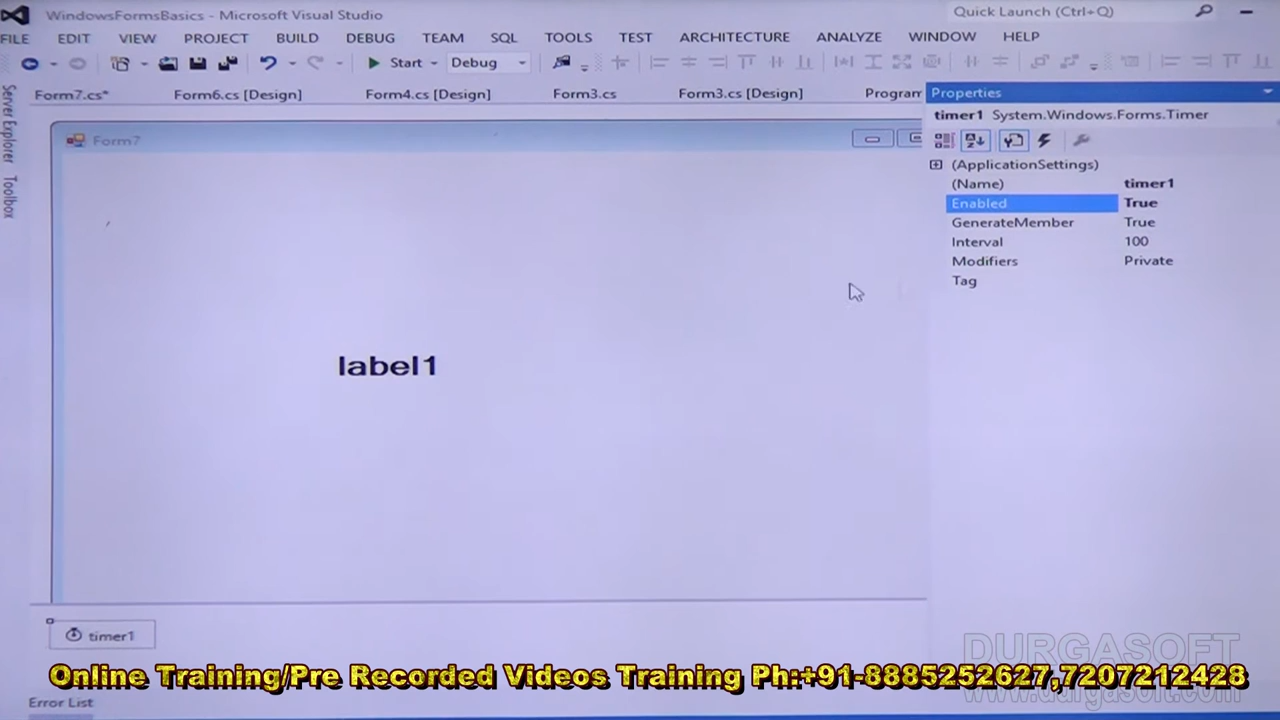 WindowsFormsBasics - Microsoft Visual Studio
Quick Launch (Ctrl+Q)
FILE EDIT VIEW PROJECT BUILD DEBUG TEAM SQL TOOLS TEST ARCHITECTURE ANALYZE WINDOW HELP
Start Debug
Form7.cs* Form6.cs [Design] Form4.cs [Design] Form3.cs Form3.cs [Design] Program
Server Explorer
Toolbox
Form7
label1
timer1
Properties
timer1 System.Windows.Forms.Timer
(ApplicationSettings)
(Name) timer1
Enabled True
GenerateMember True
Interval 100
Modifiers Private
Tag
DURGASOFT
www.durgasoft.com
Online Training/Pre Recorded Videos Training Ph:+91-8885252627,7207212428
Error List